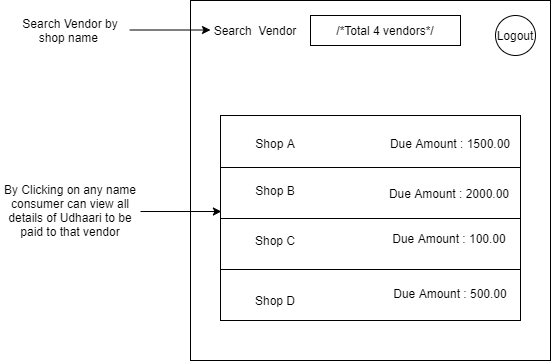 Search Vendor by
shop name
Search  Vendor
/*Total 4 vendors*/
Logout
Shop A
Due Amount : 1500.00
Shop B
Due Amount : 2000.00
By Clicking on any name
consumer can view all
details of Udhaari to be
paid to that vendor
Shop C
Due Amount : 100.00
Shop D
Due Amount : 500.00